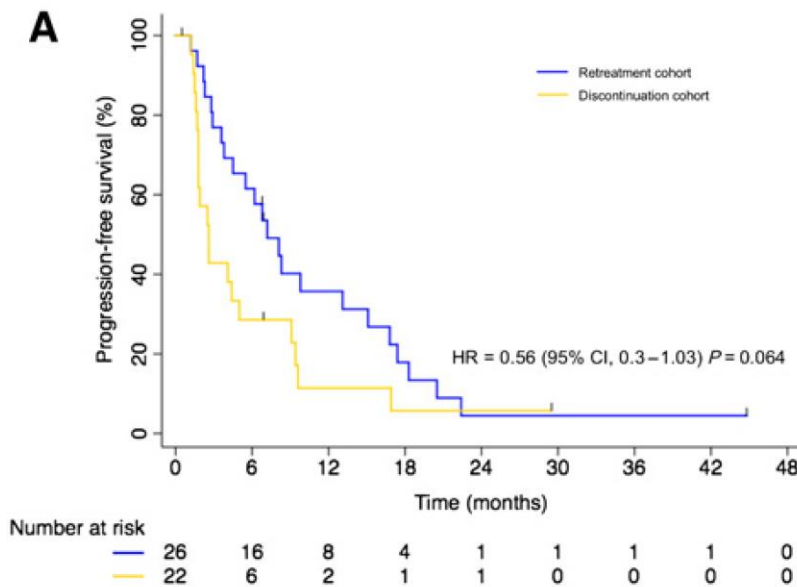 A
Progression-free survival (%)
100
80
60
40
20
0
Retreatment cohort
Discontinuation cohort
HR = 0.56 (95% CI, 0.3–1.03) P = 0.064
0 6 12 18 24 30 36 42 48
Time (months)
Number at risk
26 16 8 4 1 1 1 1 0
22 6 2 1 1 0 0 0 0